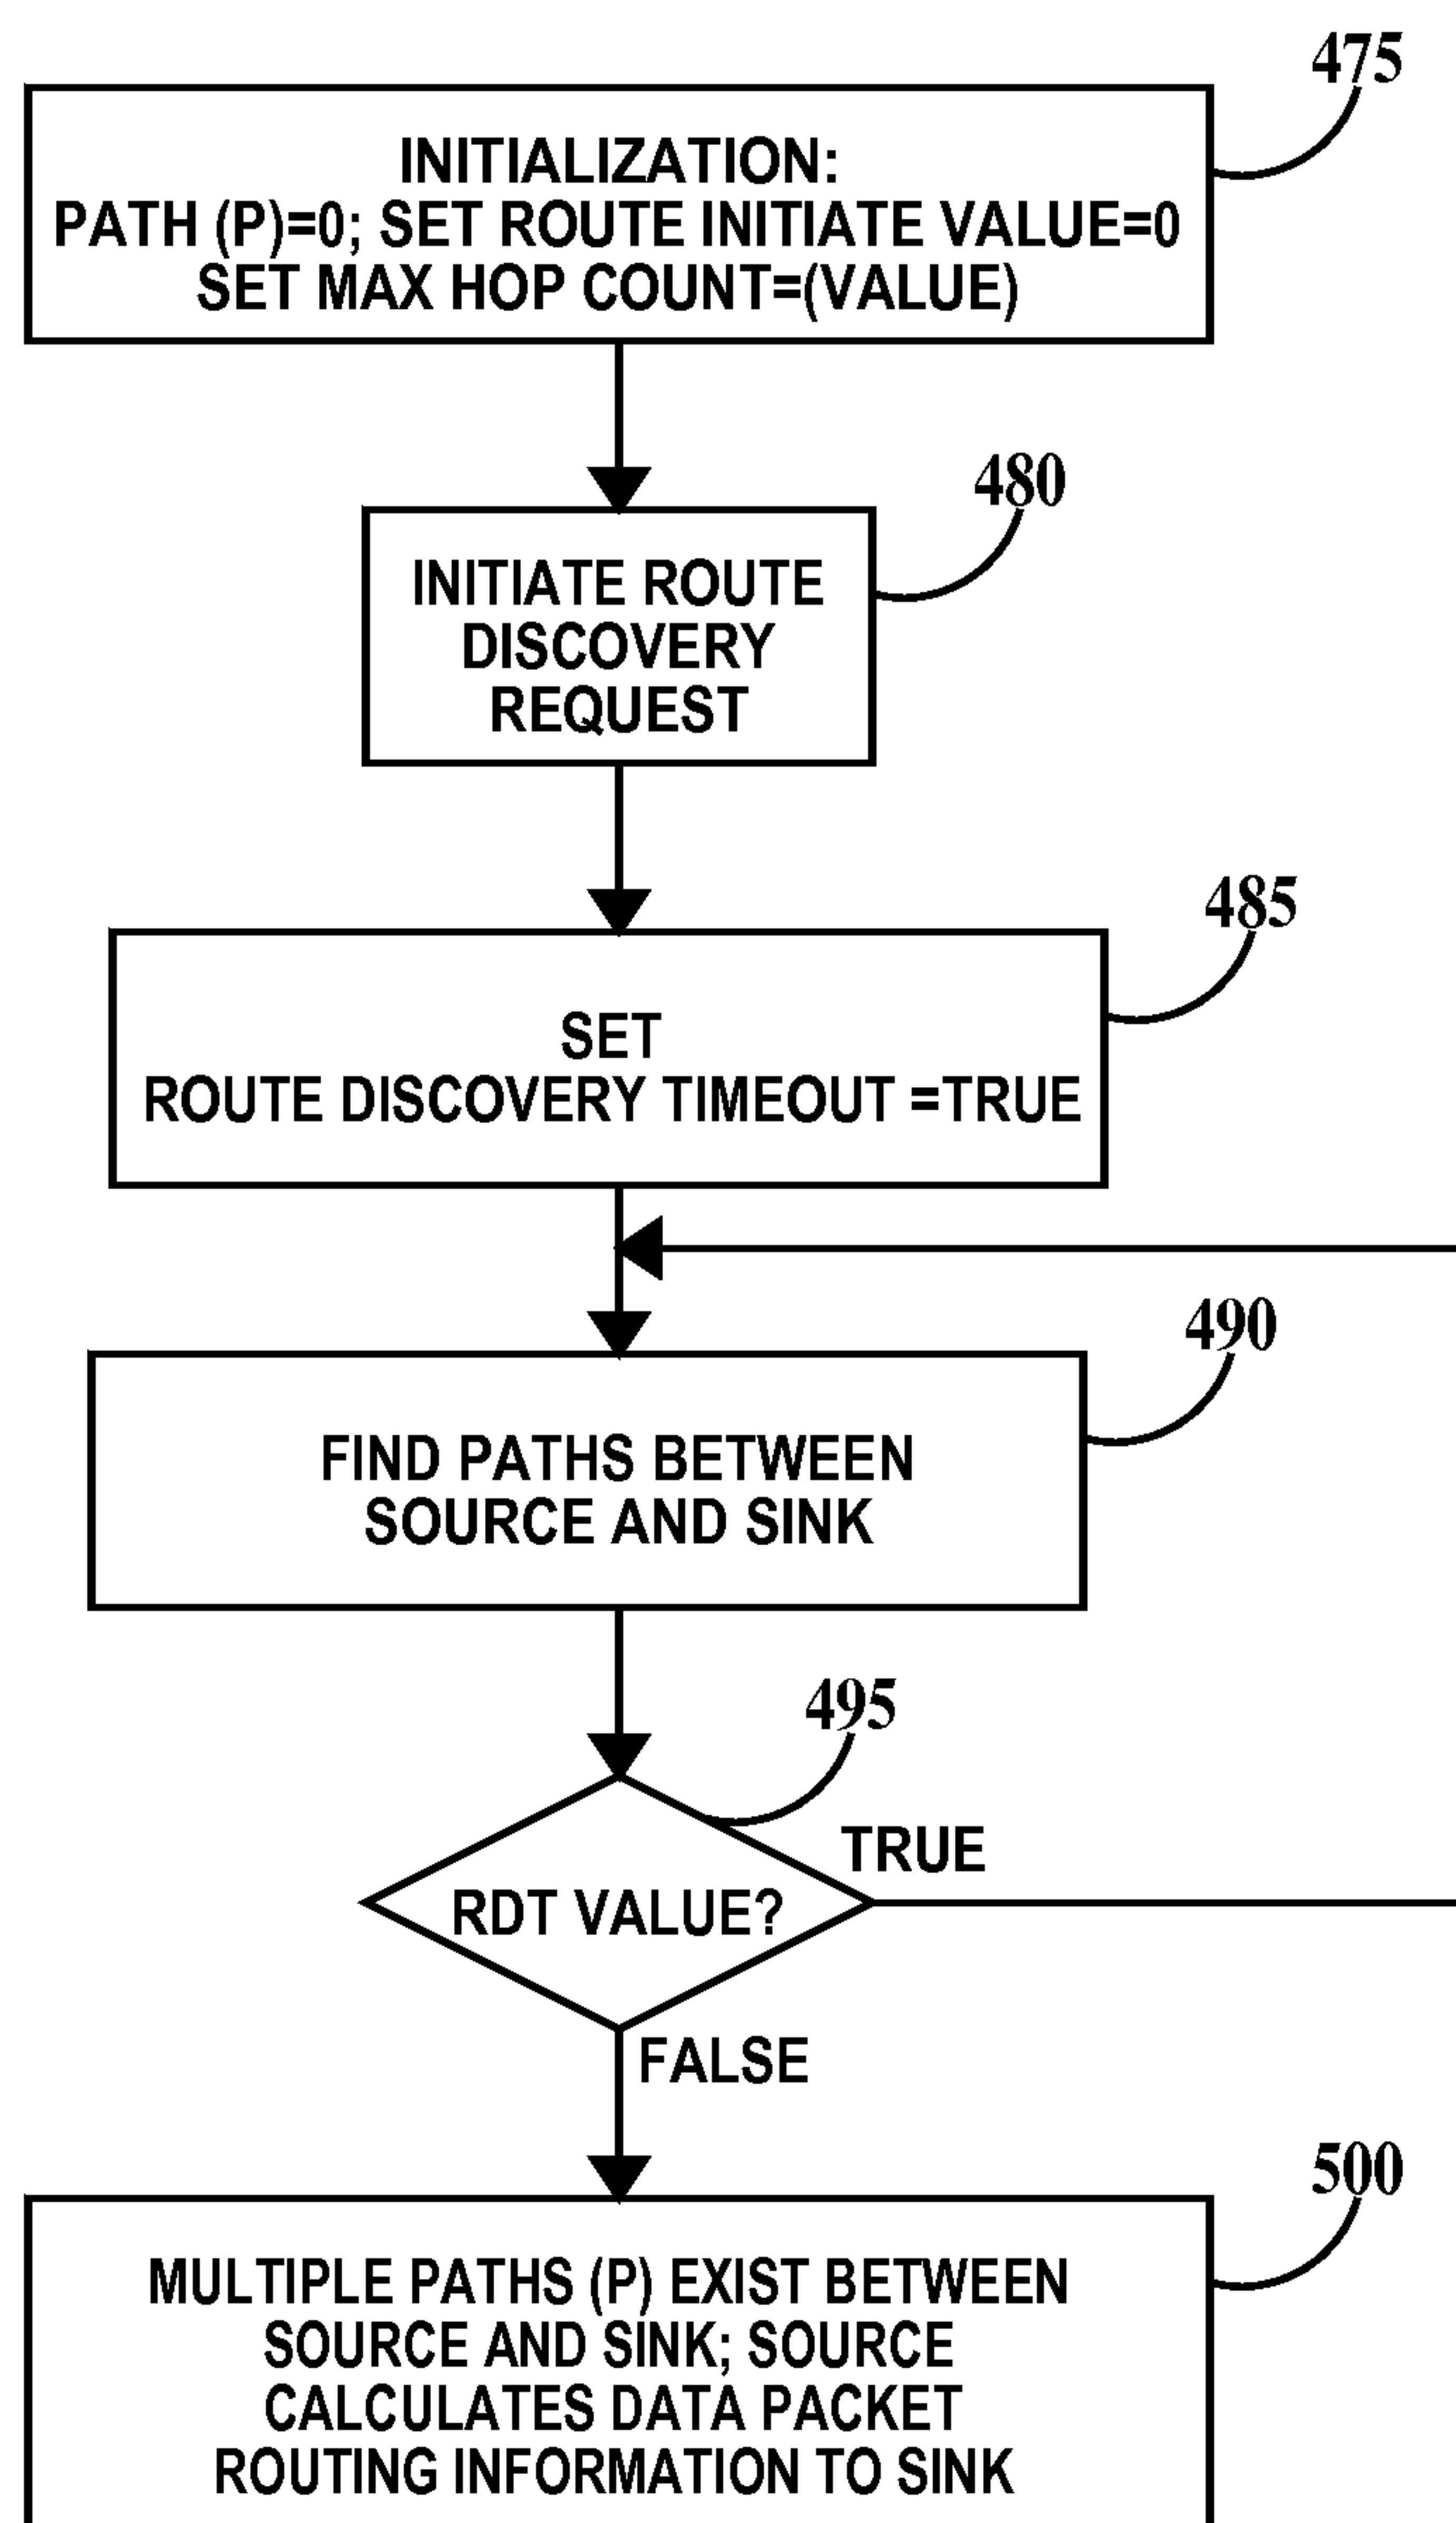 475
INITIALIZATION:
PATH (P)=0; SET ROUTE INITIATE VALUE=0
SET MAX HOP COUNT=(VALUE)
480
INITIATE ROUTE
DISCOVERY
REQUEST
485
SET
ROUTE DISCOVERY TIMEOUT =TRUE
490
FIND PATHS BETWEEN
SOURCE AND SINK
495
TRUE
RDT VALUE?
FALSE
500
MULTIPLE PATHS (P) EXIST BETWEEN
SOURCE AND SINK; SOURCE
CALCULATES DATA PACKET
ROUTING INFORMATION TO SINK